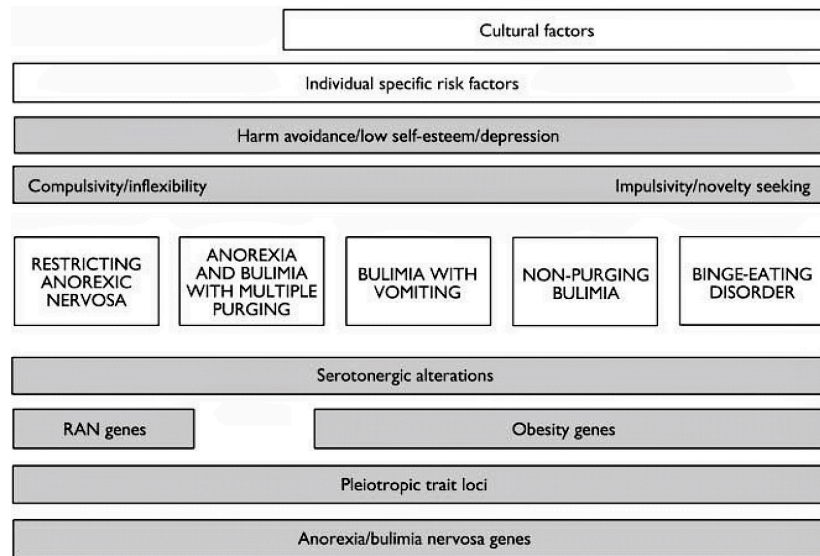 Cultural factors
Individual specific risk factors
Harm avoidance/low self-esteem/depression
Compulsivity/inflexibility
Impulsivity/novelty seeking
RESTRICTING
ANOREXIC
NERVOSA
ANOREXIA
AND BULIMIA
WITH MULTIPLE
PURGING
BULIMIA WITH
VOMITING
NON-PURGING
BULIMIA
BINGE-EATING
DISORDER
Serotonergic alterations
RAN genes
Obesity genes
Pleiotropic trait loci
Anorexia/bulimia nervosa genes